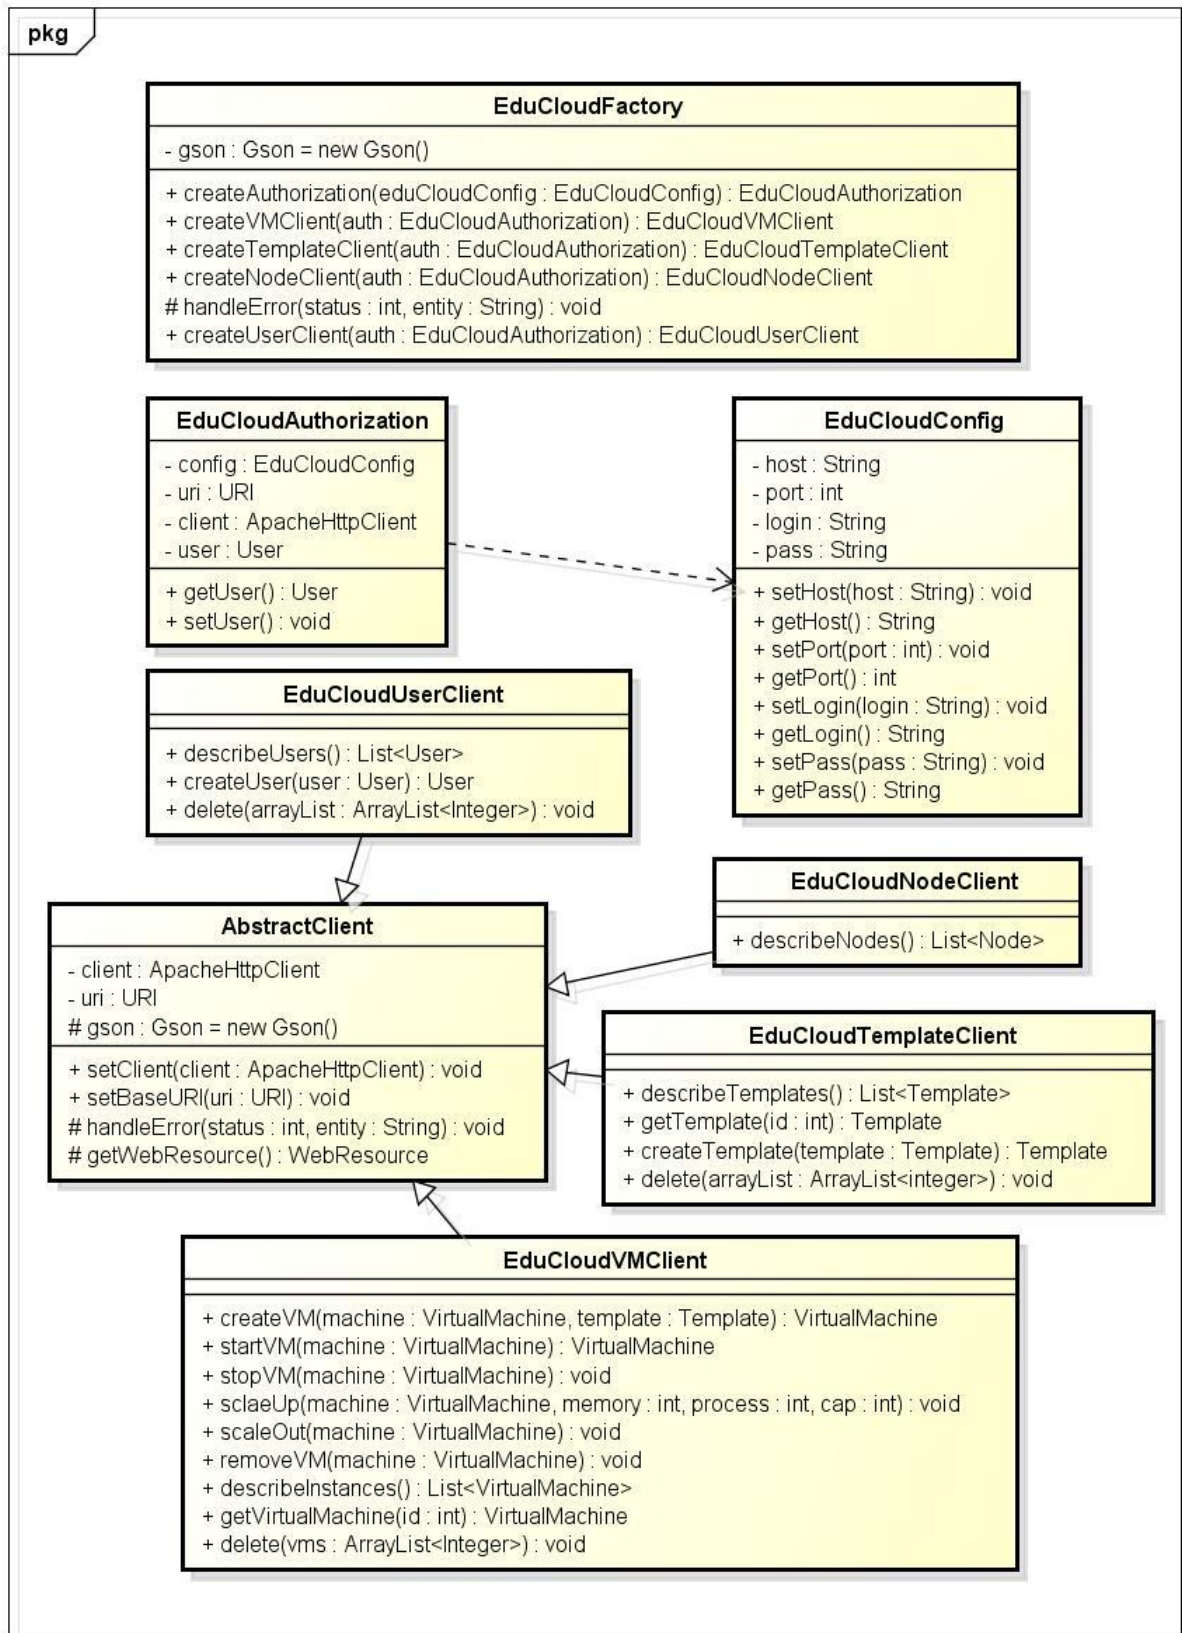 pkg
EduCloudFactory
- gson : Gson = new Gson()
+ createAuthorization(eduCloudConfig : EduCloudConfig) : EduCloudAuthorization
+ createVMClient(auth : EduCloudAuthorization) : EduCloudVMClient
+ createTemplateClient(auth : EduCloudAuthorization) : EduCloudTemplateClient
+ createNodeClient(auth : EduCloudAuthorization) : EduCloudNodeClient
# handleError(status : int, entity : String) : void
+ createUserClient(auth : EduCloudAuthorization) : EduCloudUserClient
EduCloudAuthorization
- config : EduCloudConfig
- uri : URI
- client : ApacheHttpClient
- user : User
+ getUser() : User
+ setUser() : void
EduCloudConfig
- host : String
- port : int
- login : String
- pass : String
+ setHost(host : String) : void
+ getHost() : String
+ setPort(port : int) : void
+ getPort() : int
+ setLogin(login : String) : void
+ getLogin() : String
+ setPass(pass : String) : void
+ getPass() : String
EduCloudUserClient
+ describeUsers() : List<User>
+ createUser(user : User) : User
+ delete(arrayList : ArrayList<Integer>) : void
AbstractClient
- client : ApacheHttpClient
- uri : URI
# gson : Gson = new Gson()
+ setClient(client : ApacheHttpClient) : void
+ setBaseURI(uri : URI) : void
# handleError(status : int, entity : String) : void
# getWebResource() : WebResource
EduCloudNodeClient
+ describeNodes() : List<Node>
EduCloudTemplateClient
+ describeTemplates() : List<Template>
+ getTemplate(id : int) : Template
+ createTemplate(template : Template) : Template
+ delete(arrayList : ArrayList<integer>) : void
EduCloudVMClient
+ createVM(machine : VirtualMachine, template : Template) : VirtualMachine
+ startVM(machine : VirtualMachine) : VirtualMachine
+ stopVM(machine : VirtualMachine) : void
+ sclaeUp(machine : VirtualMachine, memory : int, process : int, cap : int) : void
+ scaleOut(machine : VirtualMachine) : void
+ removeVM(machine : VirtualMachine) : void
+ describeInstances() : List<VirtualMachine>
+ getVirtualMachine(id : int) : VirtualMachine
+ delete(vms : ArrayList<Integer>) : void